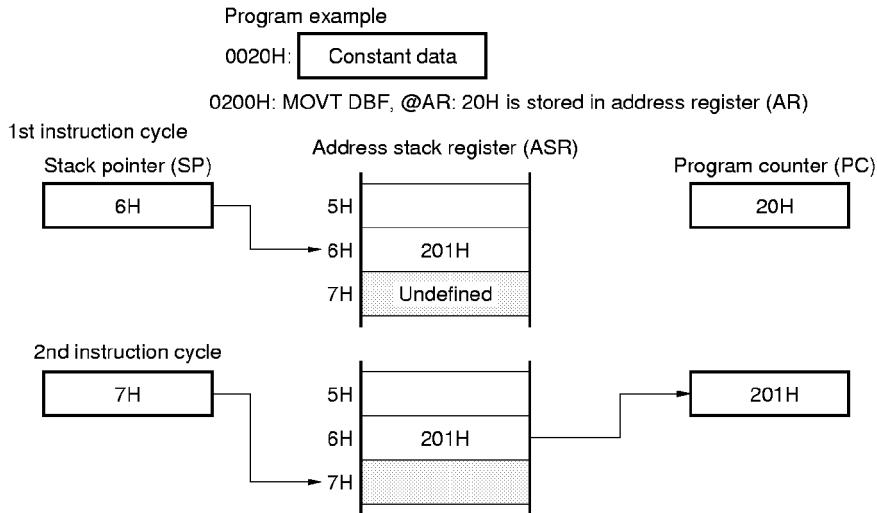 Program example
0020H: Constant data
0200H: MOVT DBF, @AR: 20H is stored in address register (AR)
1st instruction cycle
Stack pointer (SP)
Address stack register (ASR)
Program counter (PC)
6H
5H
20H
6H 201H
7H Undefined
2nd instruction cycle
7H
5H
201H
6H 201H
7H